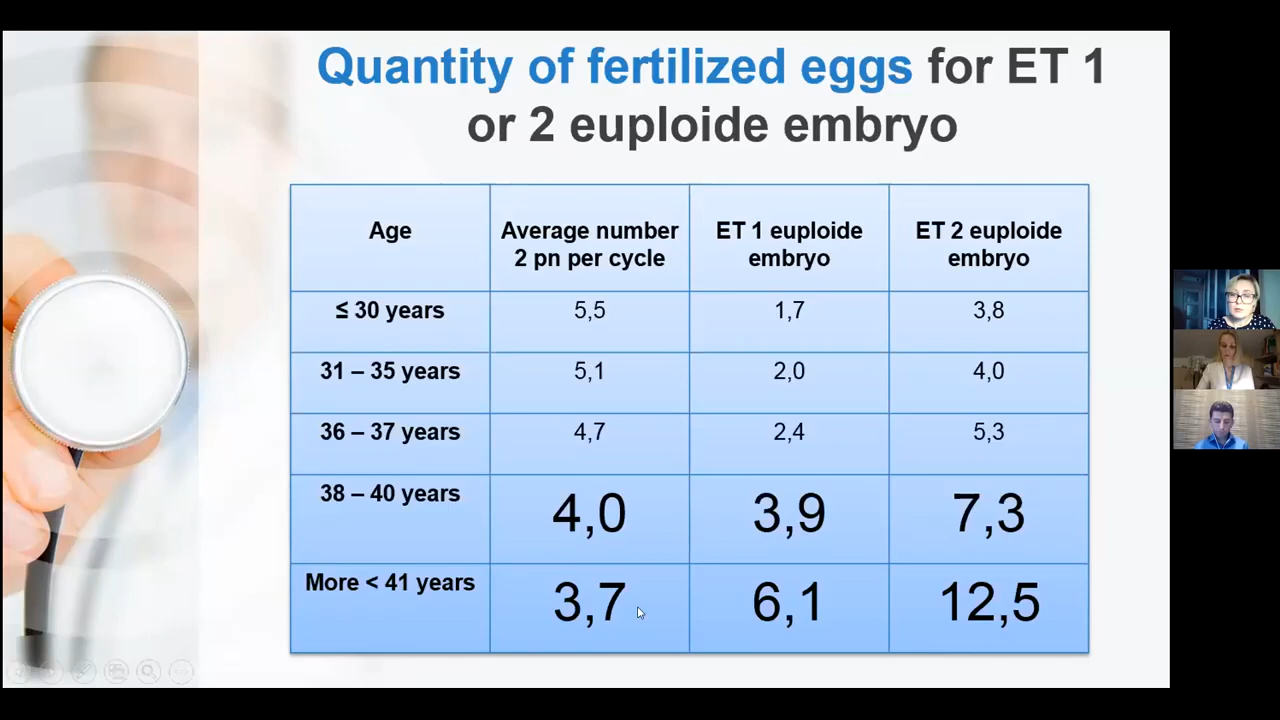 Quantity of fertilized eggs for ET 1
or 2 euploide embryo
Age
Average number
2 pn per cycle
ET 1 euploide
embryo
ET 2 euploide
embryo
≤ 30 years
5,5
1,7
3,8
31 – 35 years
5,1
2,0
4,0
36 – 37 years
4,7
2,4
5,3
38 – 40 years
4,0
3,9
7,3
More < 41 years
3,7
6,1
12,5